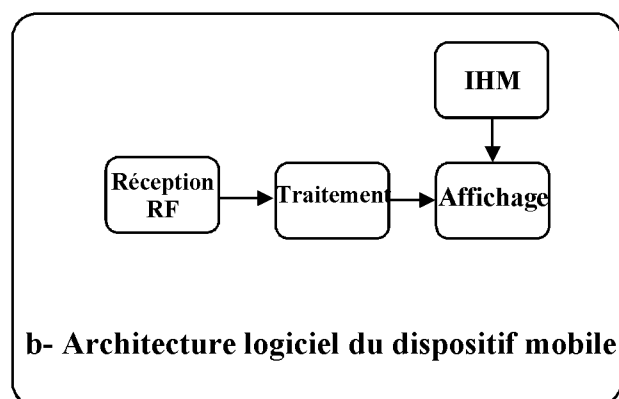 IHM
Réception
RF
Traitement
Affichage
b- Architecture logiciel du dispositif mobile